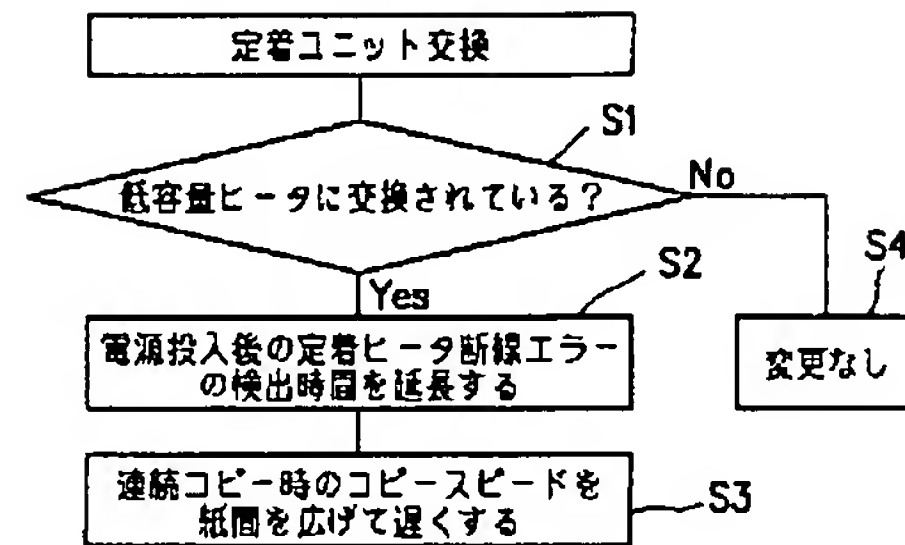 定着ユニット交換
S1
低容量ヒータに交換されている？
No
S4
S2
Yes
電源投入後の定着ヒータ断線エラー
の検出時間を延長する
変更なし
連続コピー時のコピースピードを
紙間を広げて遅くする
S3